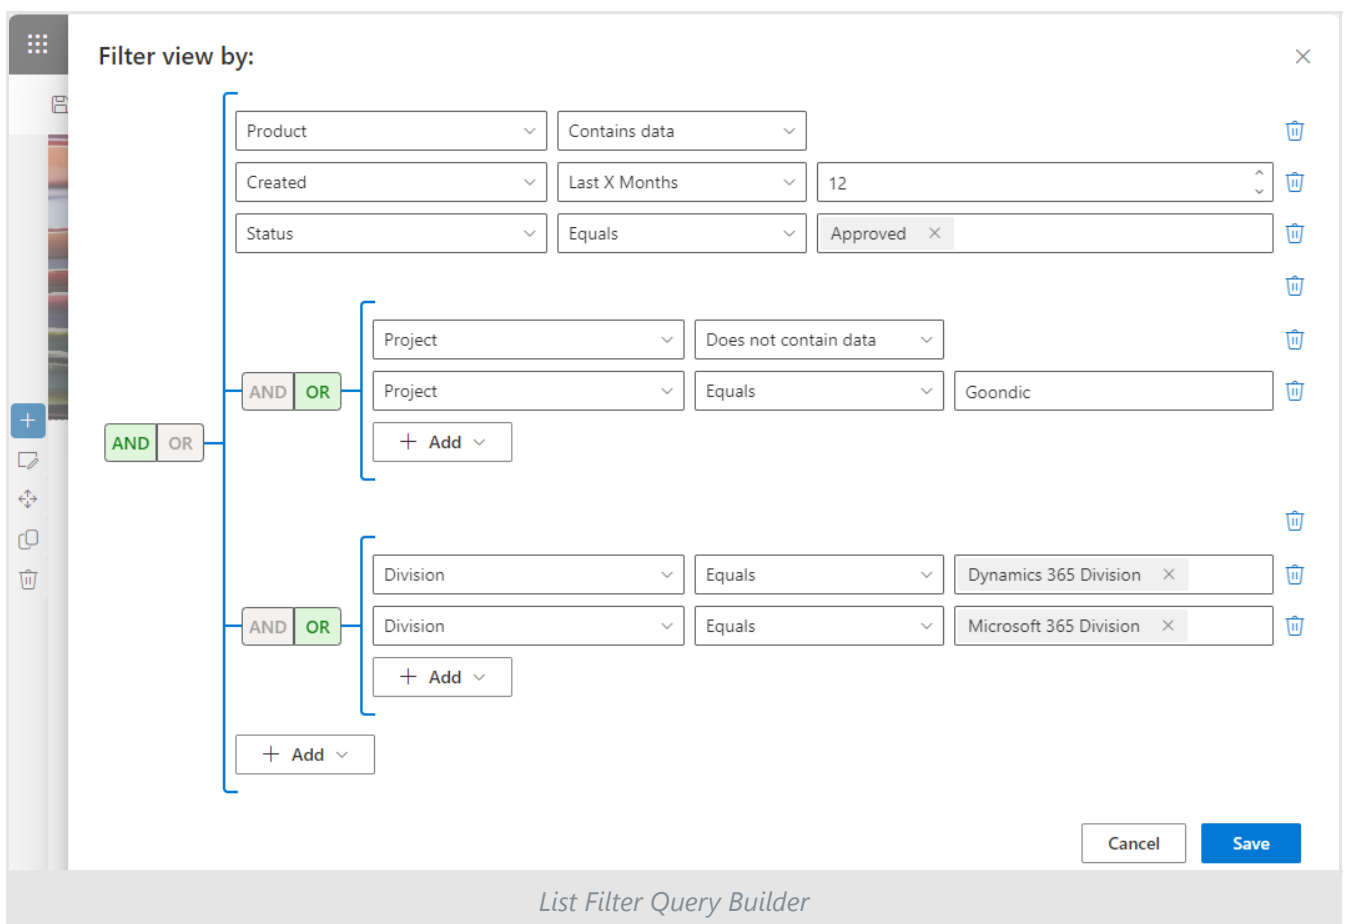 Filter view by:
Product Contains data
Created Last X Months 12
Status Equals Approved
Project Does not contain data
AND OR Project Equals Goondic
Add
AND OR
Division Equals Dynamics 365 Division
AND OR Division Equals Microsoft 365 Division
Add
Add
Cancel Save
List Filter Query Builder